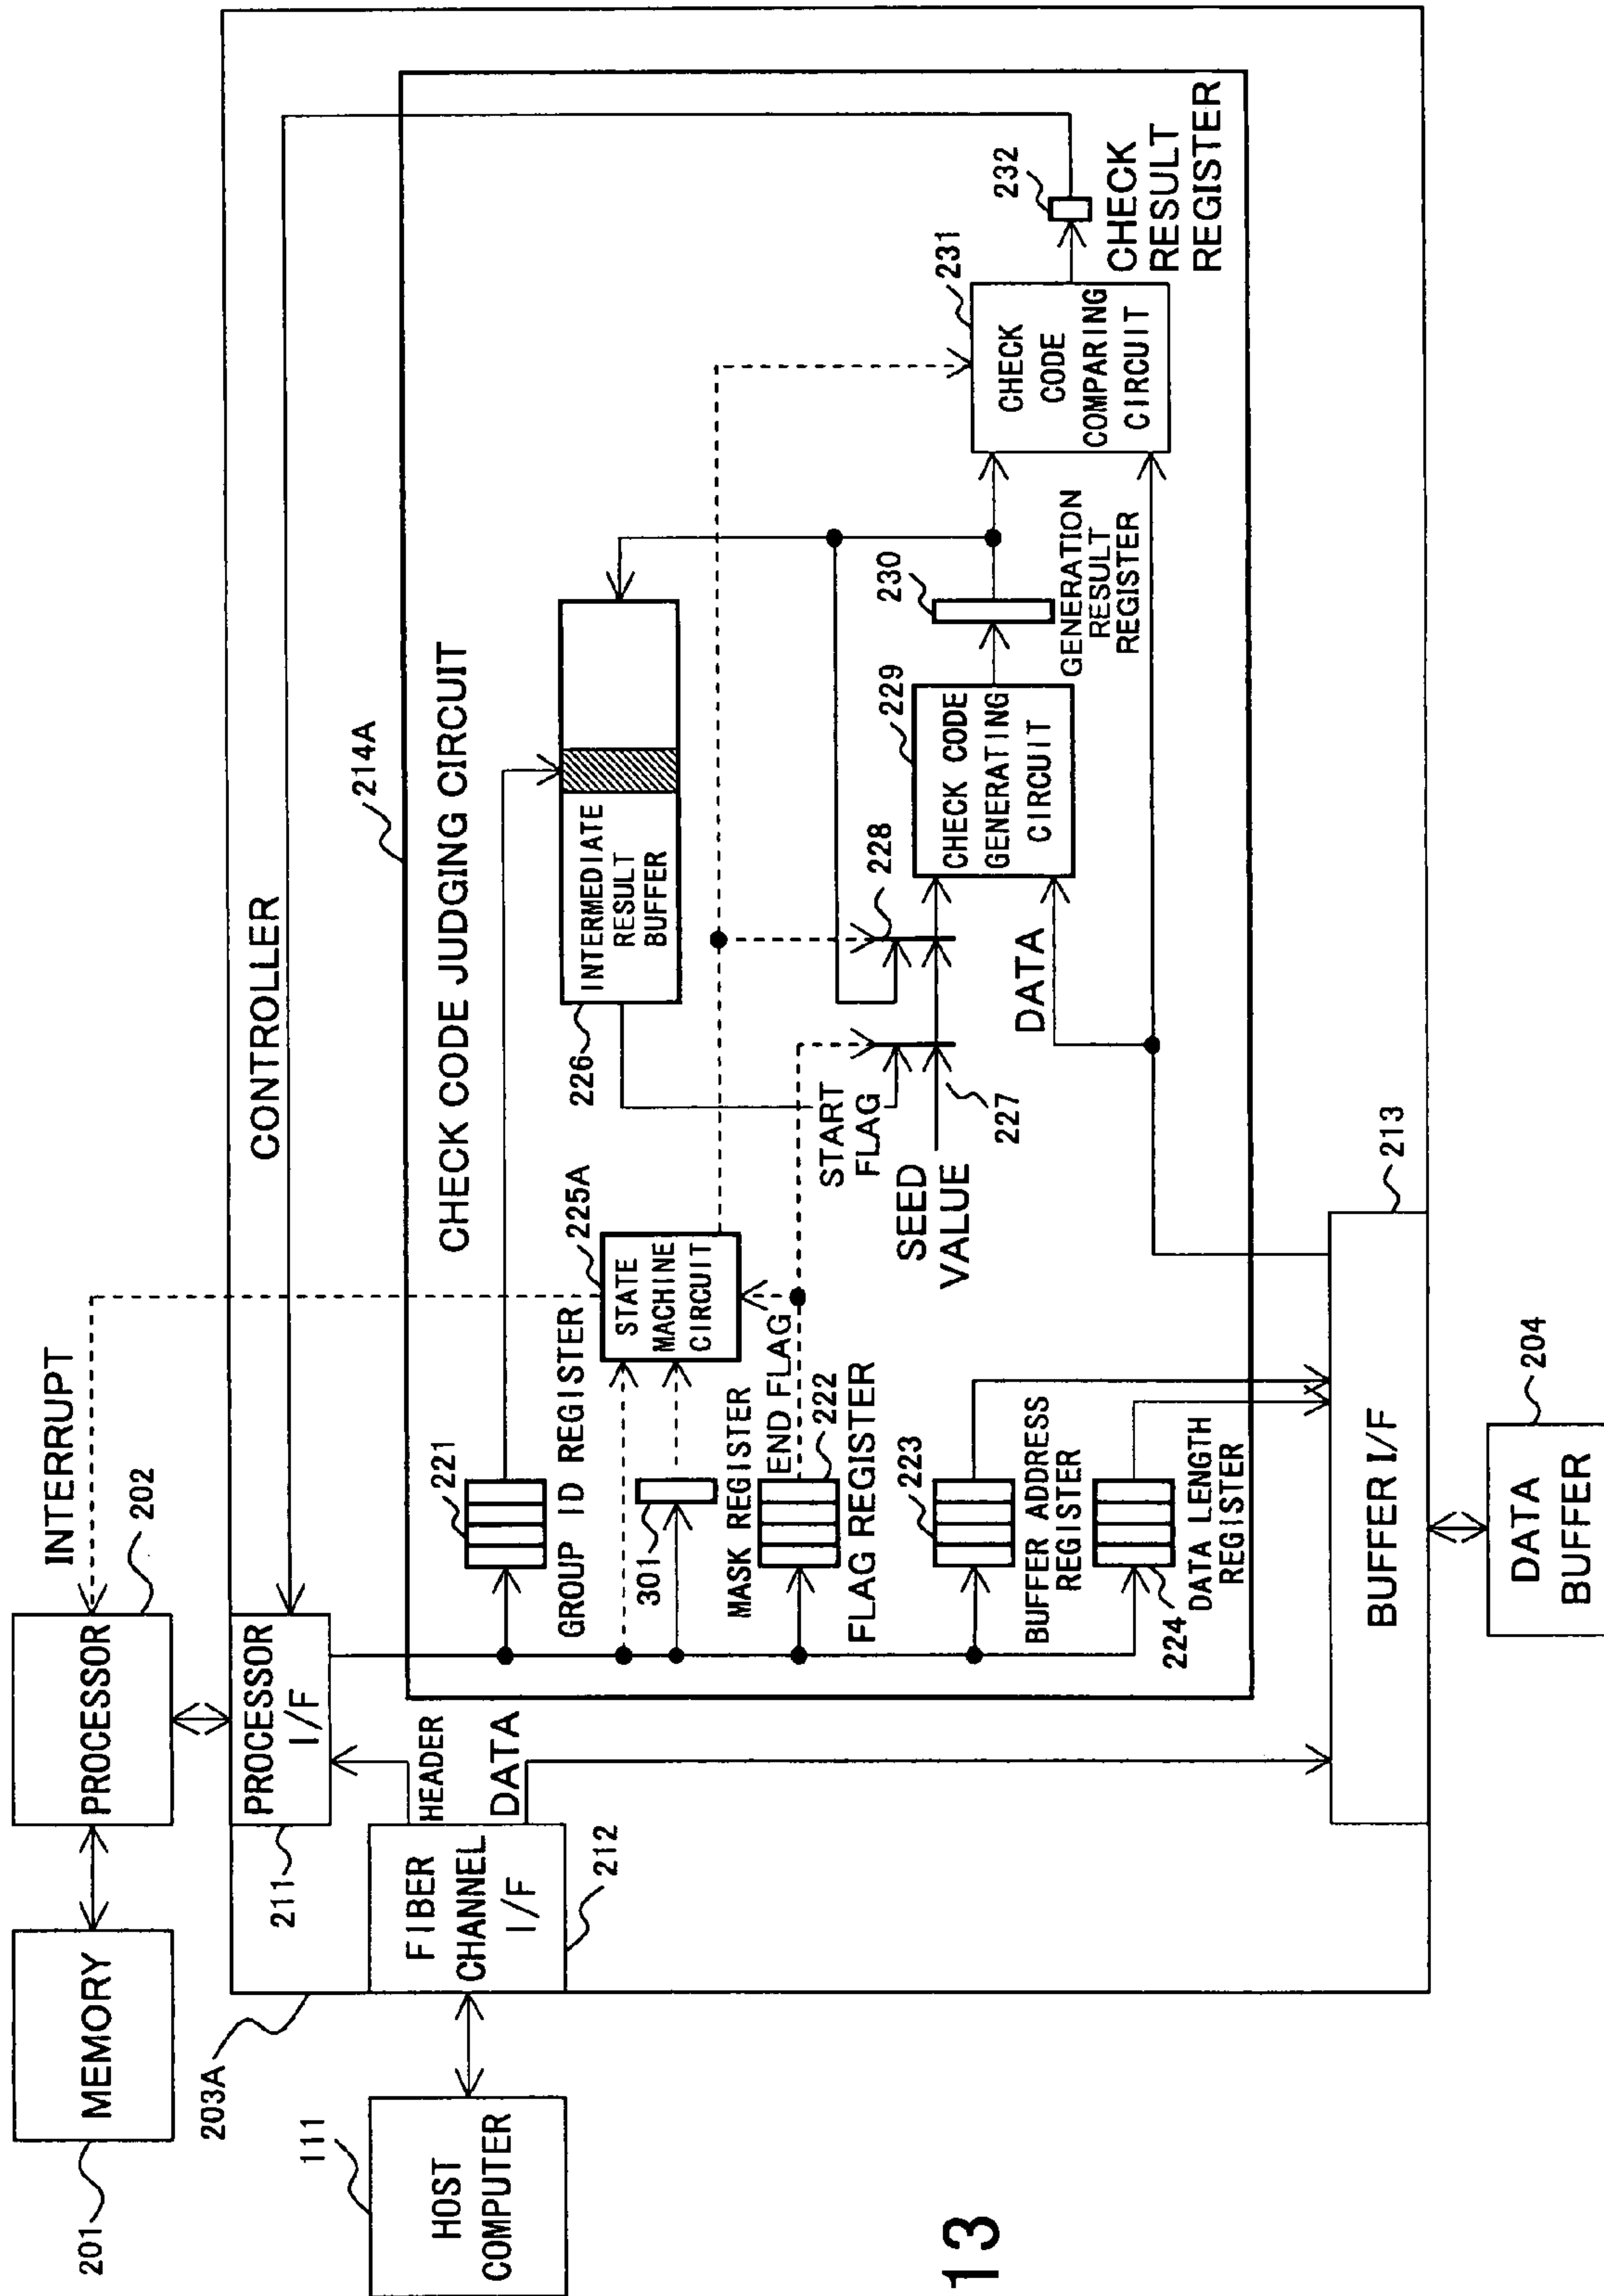 201
MEMORY
PROCESSOR
202
INTERRUPT
203A
211
PROCESSOR
I/F
CONTROLLER
111
HOST
COMPUTER
FIBER
CHANNEL
I/F
212
HEADER
DATA
214A
CHECK CODE JUDGING CIRCUIT
221
GROUP ID REGISTER
301
MASK REGISTER
END FLAG
222
FLAG REGISTER
223
BUFFER ADDRESS
REGISTER
224
DATA LENGTH
REGISTER
225A
STATE
MACHINE
CIRCUIT
226
INTERMEDIATE
RESULT
BUFFER
START
FLAG
SEED
VALUE
227
228
DATA
229
CHECK CODE
GENERATING
CIRCUIT
230
GENERATION
RESULT
REGISTER
231
CHECK
CODE
COMPARING
CIRCUIT
232
CHECK
RESULT
REGISTER
213
BUFFER I/F
204
DATA
BUFFER
13